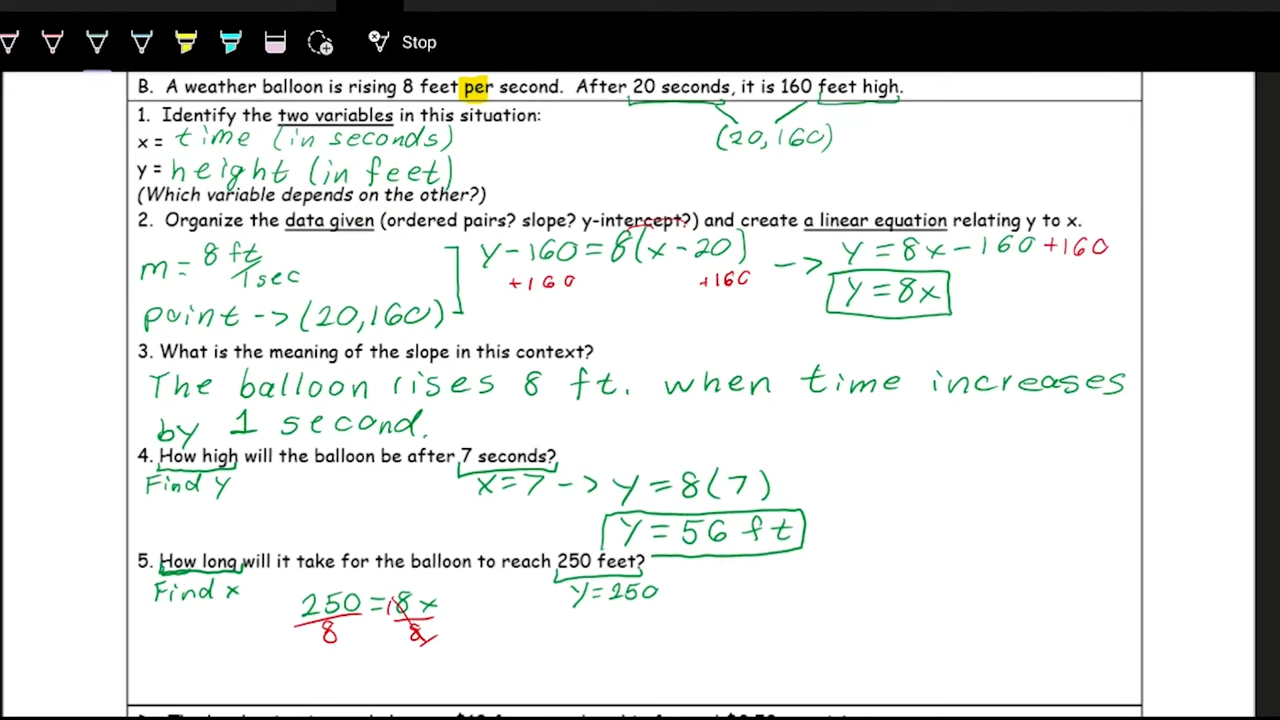 Stop
B. A weather balloon is rising 8 feet per second. After 20 seconds, it is 160 feet high.
1. Identify the two variables in this situation:
x = time (in seconds)
(20,160)
y = height (in feet)
(Which variable depends on the other?)
2. Organize the data given (ordered pairs? slope? y-intercept?) and create a linear equation relating y to x.
m = 8 ft/1sec
point -> (20,160)
y - 160 = 8(x - 20)
+160 +160
-> y = 8x - 160 +160
y = 8x
3. What is the meaning of the slope in this context?
The balloon rises 8 ft. when time increases
by 1 second.
4. How high will the balloon be after 7 seconds?
Find y x=7 -> y = 8(7)
y = 56 ft
5. How long will it take for the balloon to reach 250 feet?
Find x y=250
250 = 8x
8 8